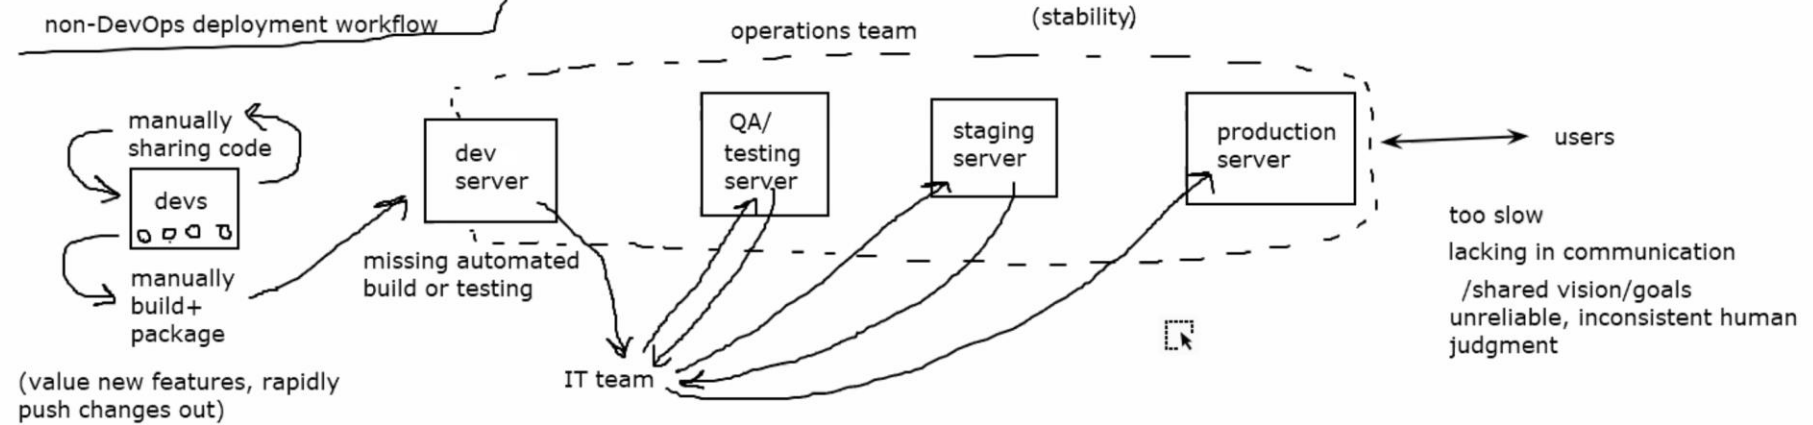 non-DevOps deployment workflow
(stability)
operations team
manually
sharing code
devs
manually
build+
package
(value new features, rapidly
push changes out)
dev
server
missing automated
build or testing
QA/
testing
server
staging
server
production
server
IT team
users
too slow
lacking in communication
/shared vision/goals
unreliable, inconsistent human
judgment